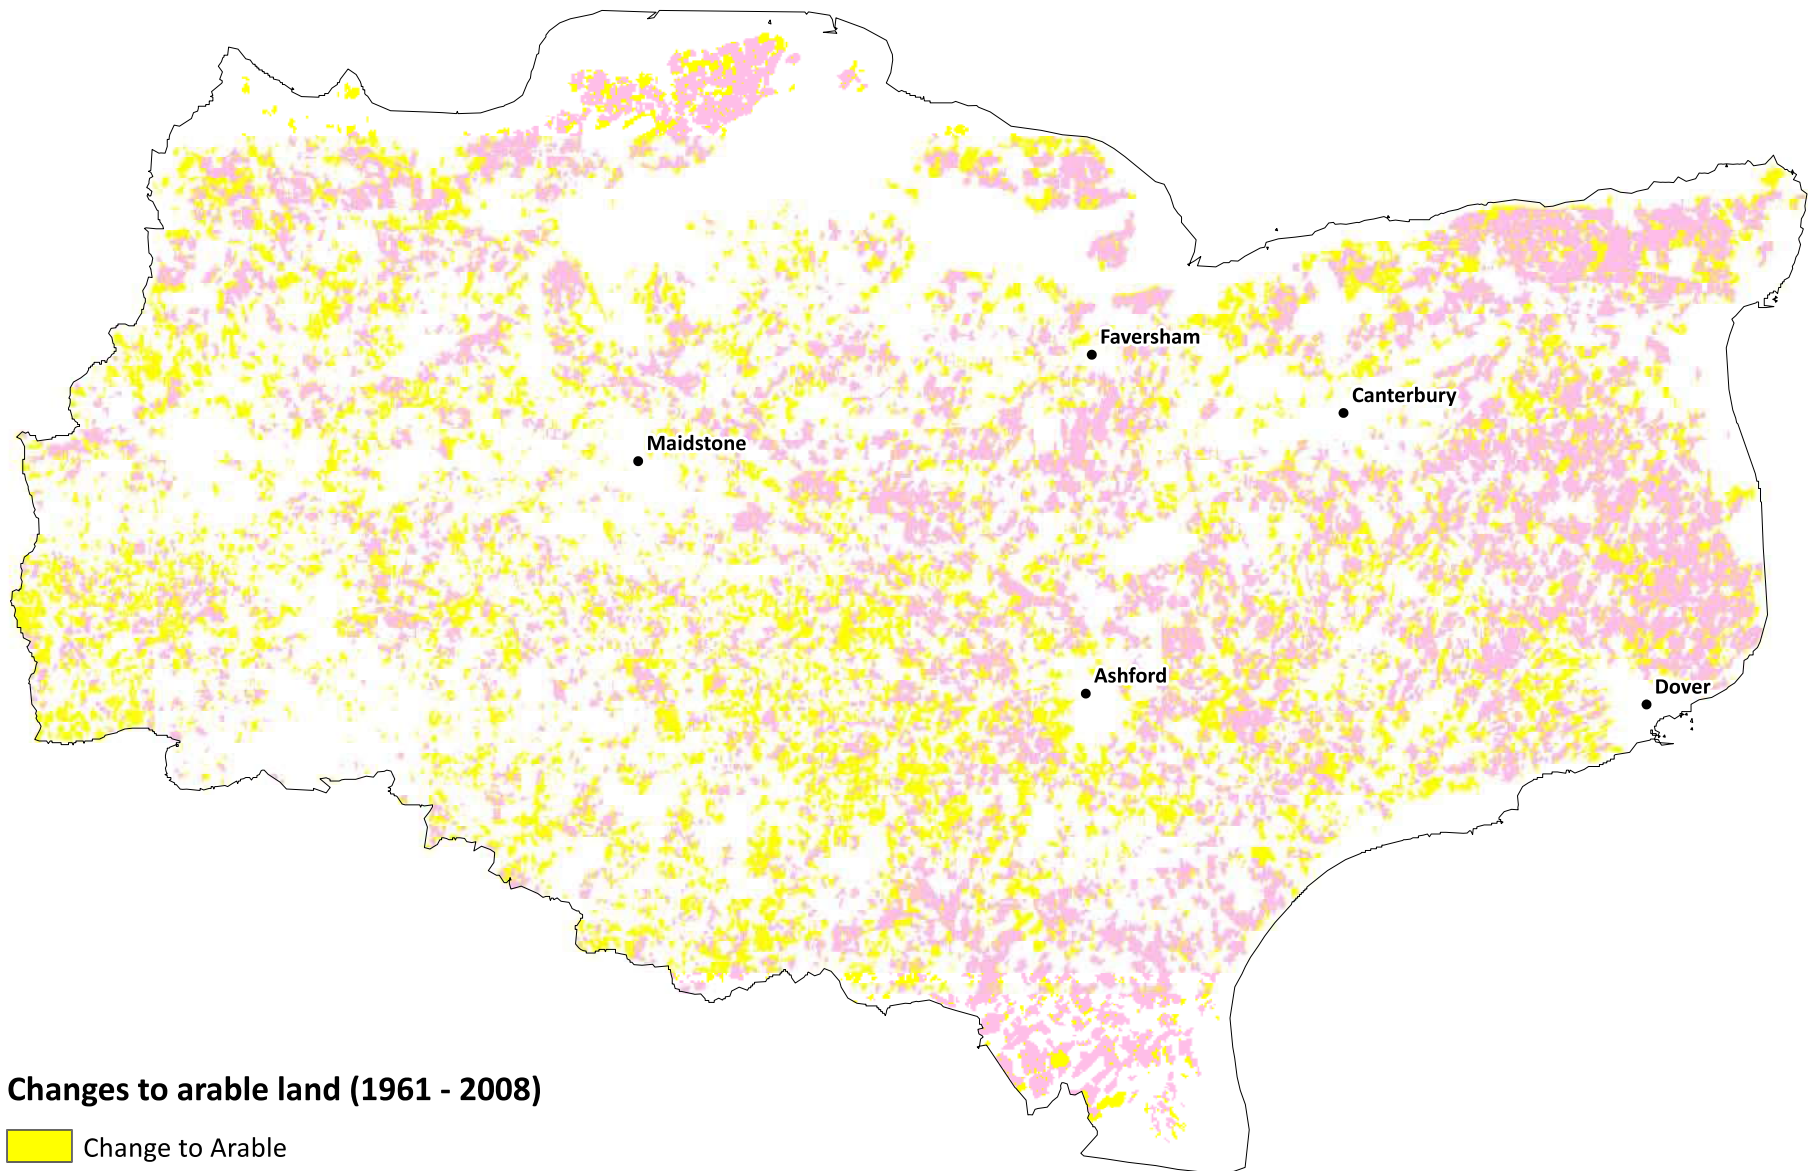 Faversham
Canterbury
Maidstone
Ashford
Dover
Changes to arable land (1961 - 2008)
Change to Arable